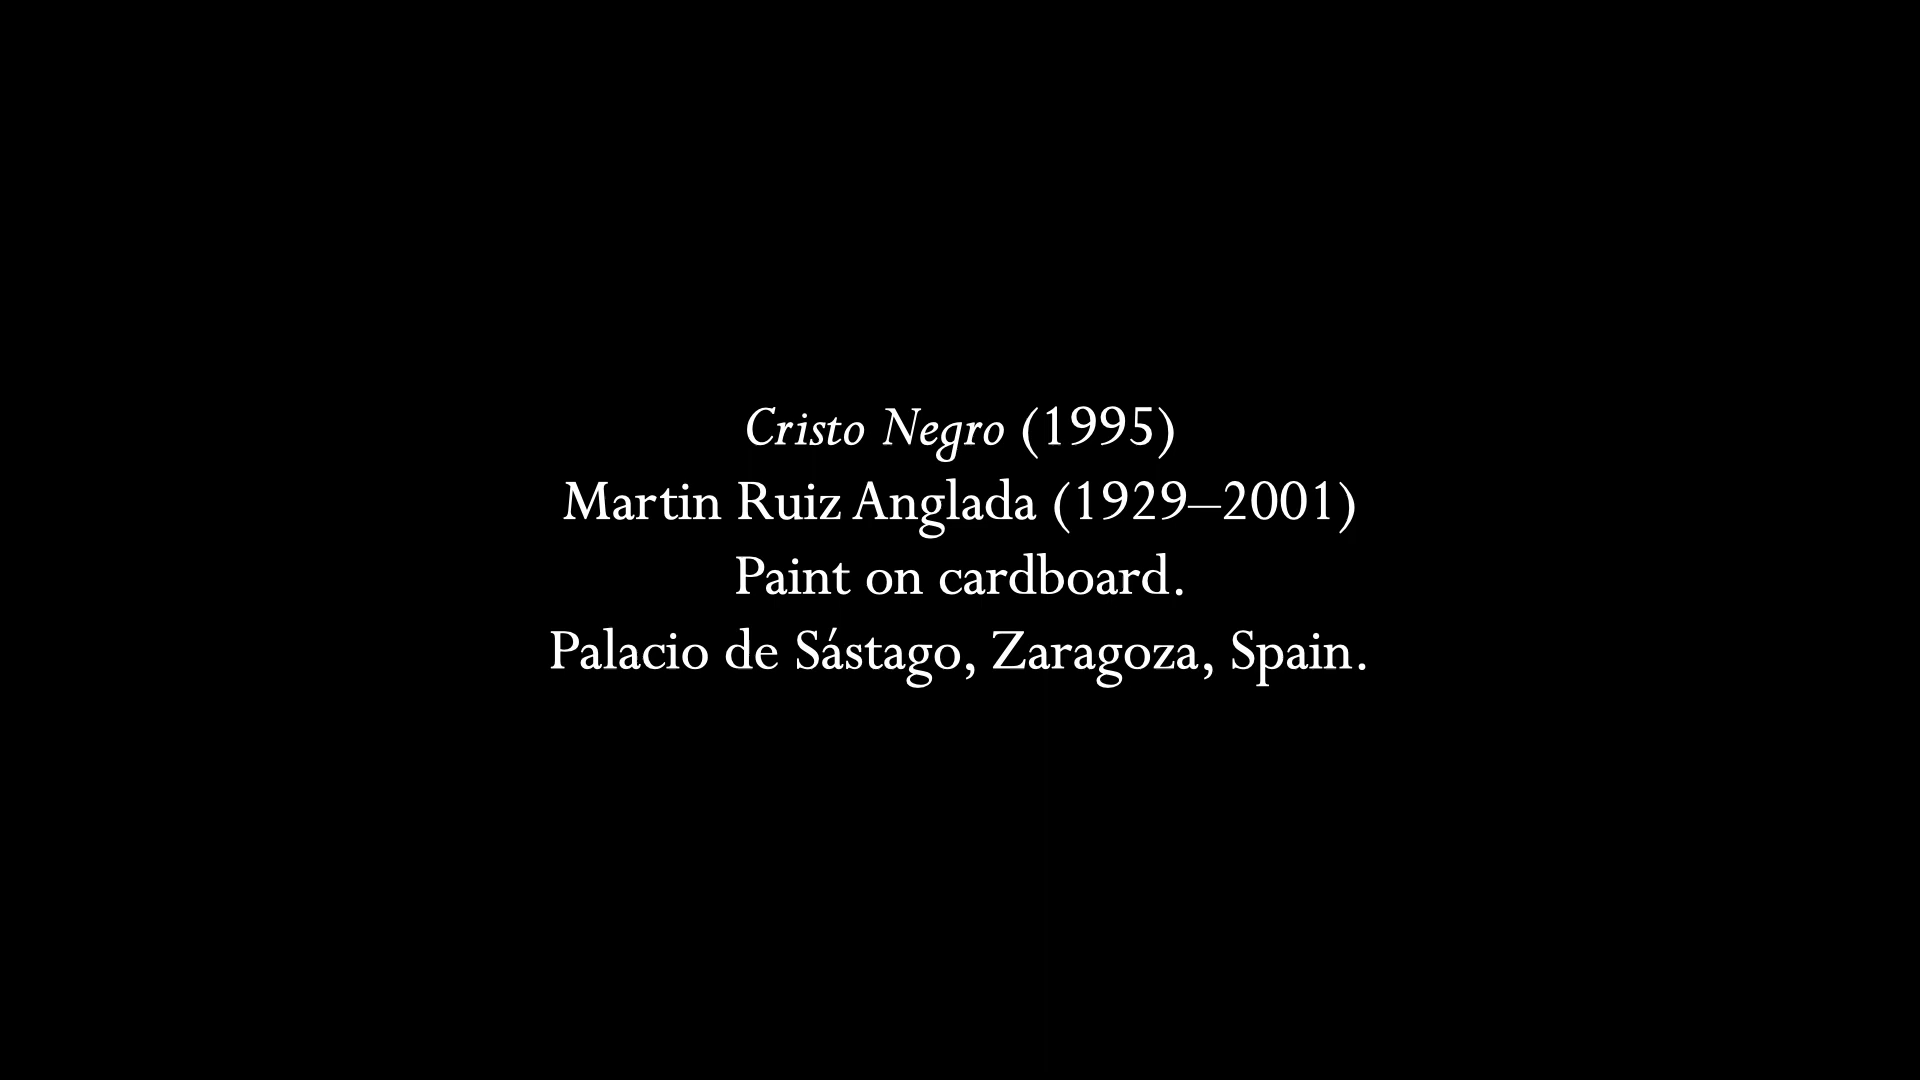 Cristo Negro (1995)
Martin Ruiz Anglada (1929–2001)
Paint on cardboard.
Palacio de Sástago, Zaragoza, Spain.